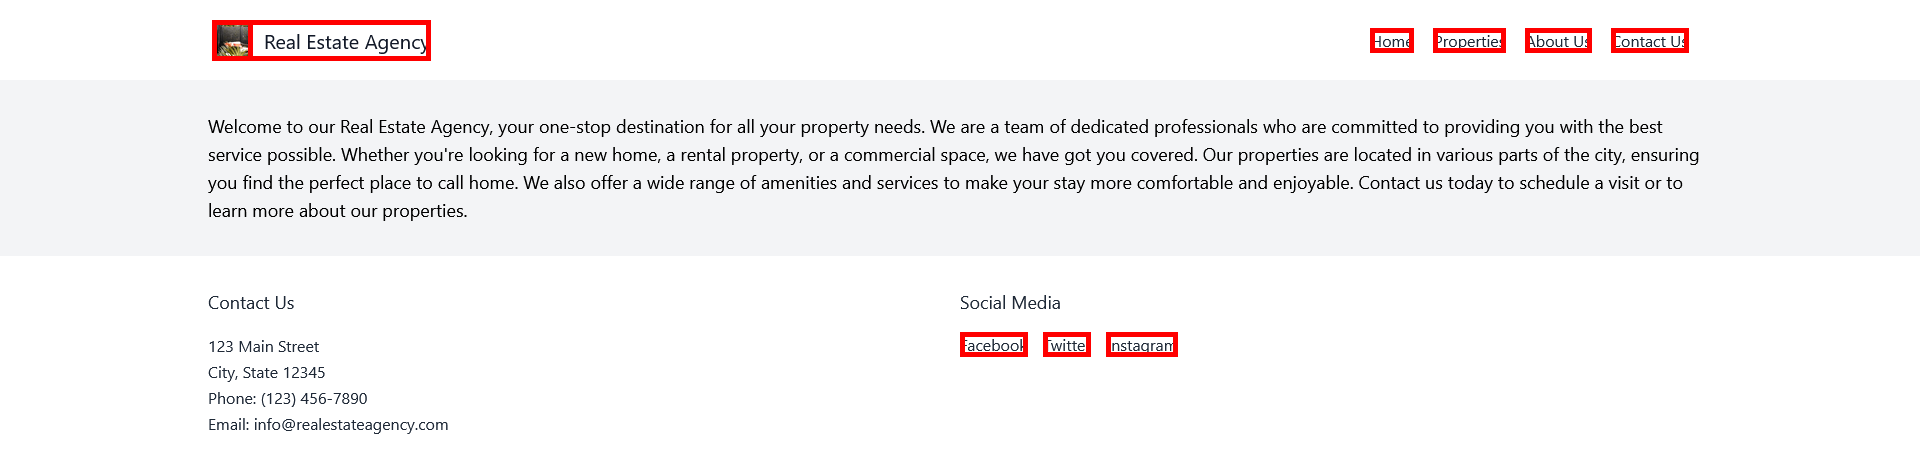 Real Estate Agency
Home Properties About Us Contact Us
Welcome to our Real Estate Agency, your one-stop destination for all your property needs. We are a team of dedicated professionals who are committed to providing you with the best
service possible. Whether you're looking for a new home, a rental property, or a commercial space, we have got you covered. Our properties are located in various parts of the city, ensuring
you find the perfect place to call home. We also offer a wide range of amenities and services to make your stay more comfortable and enjoyable. Contact us today to schedule a visit or to
learn more about our properties.
Contact Us
123 Main Street
City, State 12345
Phone: (123) 456-7890
Email: info@realestateagency.com
Social Media
Facebook Twitter Instagram